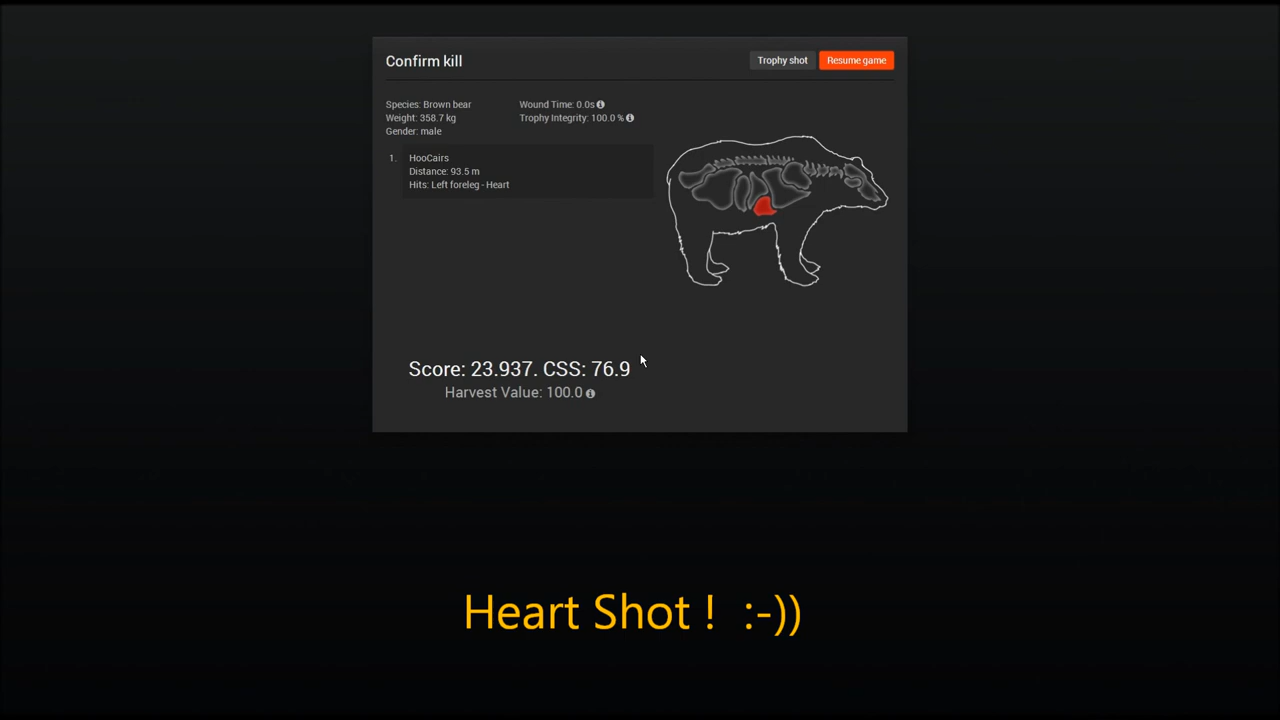 Confirm kill
Trophy shot
Resume game
Species: Brown bear
Weight: 358.7 kg
Gender: male
Wound Time: 0.0s
Trophy Integrity: 100.0 %
1.
HooCairs
Distance: 93.5 m
Hits: Left foreleg - Heart
Score: 23.937. CSS: 76.9
Harvest Value: 100.0
Heart Shot !  :-))